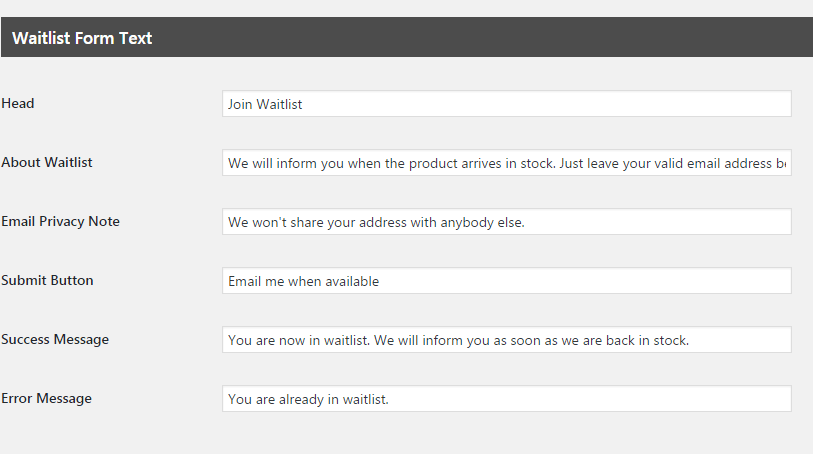 Waitlist Form Text
Head
Join Waitlist
About Waitlist
We will inform you when the product arrives in stock. Just leave your valid email address
Email Privacy Note
We won't share your address with anybody else.
Submit Button
Email me when available
Success Message
You are now in waitlist. We will inform you as soon as we are back in stock.
Error Message
You are already in waitlist.